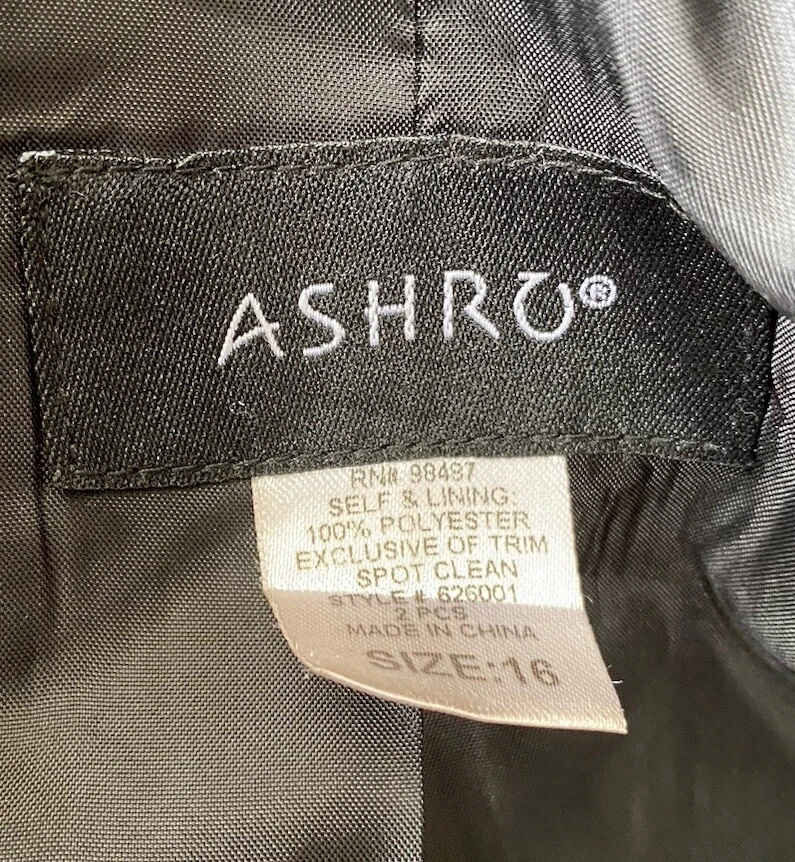 ASHRO®
RN# 98487
SELF & LINING:
100% POLYESTER
EXCLUSIVE OF TRIM
SPOT CLEAN
STYLE # 626001
2 PCS
MADE IN CHINA
SIZE:16